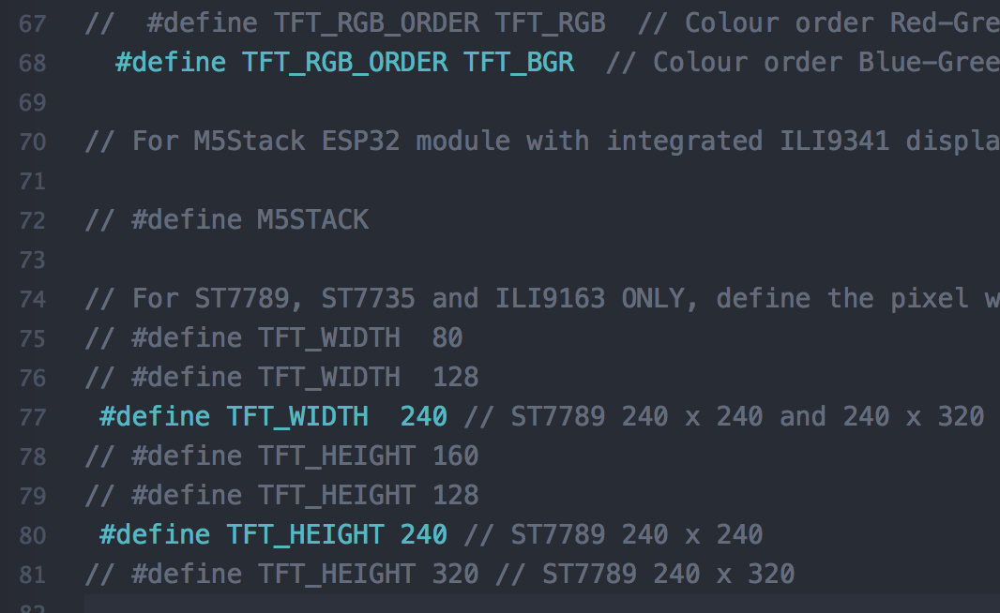 67 //  #define TFT_RGB_ORDER TFT_RGB  // Colour order Red-Gre
68 #define TFT_RGB_ORDER TFT_BGR  // Colour order Blue-Gree
69
70 // For M5Stack ESP32 module with integrated ILI9341 displa
71
72 // #define M5STACK
73
74 // For ST7789, ST7735 and ILI9163 ONLY, define the pixel w
75 // #define TFT_WIDTH  80
76 // #define TFT_WIDTH  128
77 #define TFT_WIDTH  240 // ST7789 240 x 240 and 240 x 320
78 // #define TFT_HEIGHT 160
79 // #define TFT_HEIGHT 128
80 #define TFT_HEIGHT 240 // ST7789 240 x 240
81 // #define TFT_HEIGHT 320 // ST7789 240 x 320
82